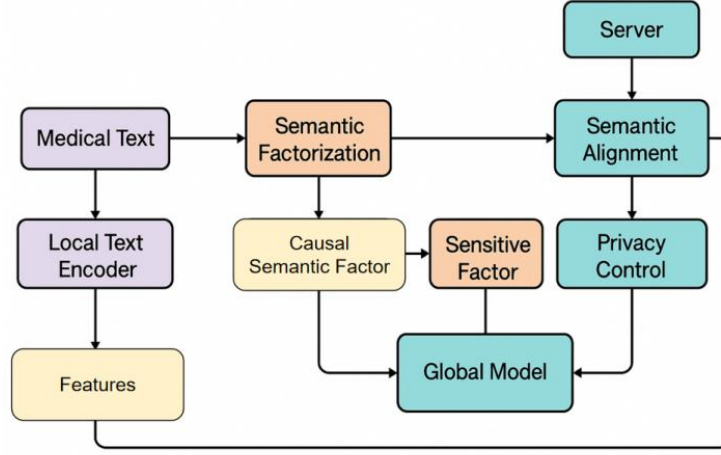 Server
Medical Text
Semantic
Factorization
Semantic
Alignment
Local Text
Encoder
Causal
Semantic Factor
Sensitive
Factor
Privacy
Control
Features
Global Model